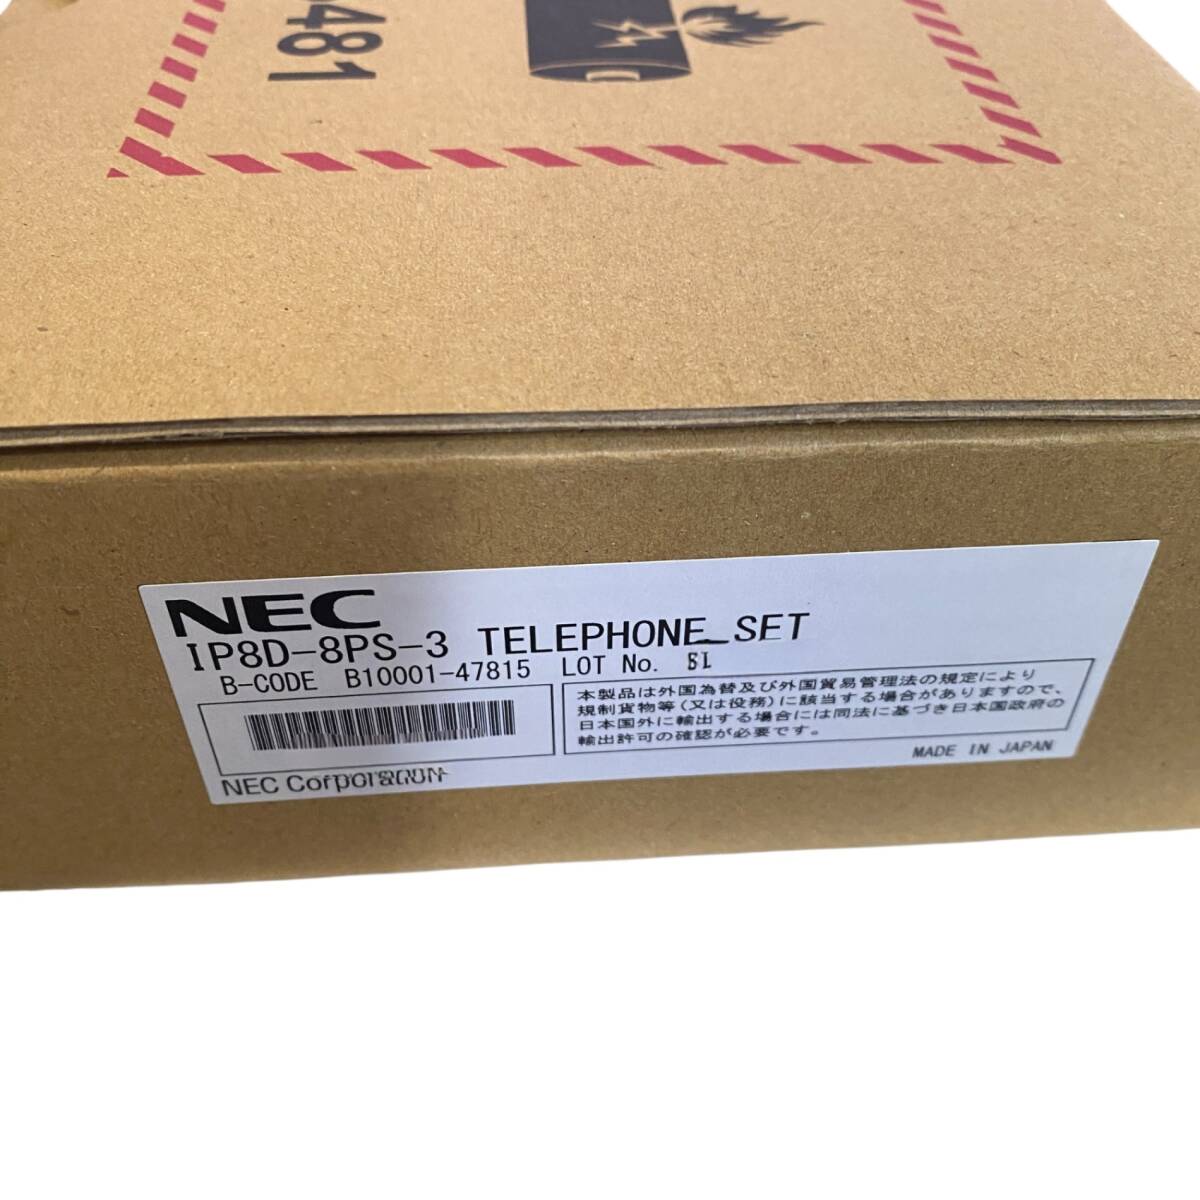 481
NEC
IP8D-8PS-3 TELEPHONE SET
B-CODE B10001-47815 LOT No.
本製品は外国為替及び外国貿易管理法の規定により
規制貨物等(又は役務)に該当する場合がありますので、
日本国外に輸出する場合には同法に基づき日本国政府の
輸出許可の確認が必要です。
NEC Corporation
MADE IN JAPAN